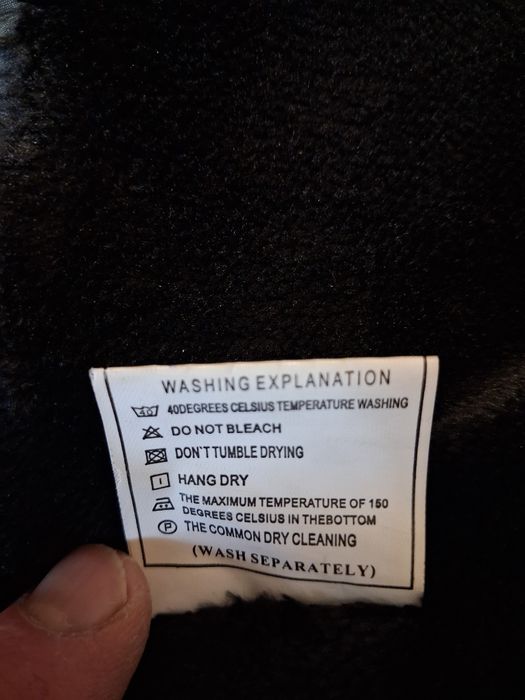 WASHING EXPLANATION
40 40DEGREES CELSIUS TEMPERATURE WASHING
DO NOT BLEACH
DON'T TUMBLE DRYING
HANG DRY
THE MAXIMUM TEMPERATURE OF 150
DEGREES CELSIUS IN THEBOTTOM
P THE COMMON DRY CLEANING
(WASH SEPARATELY)